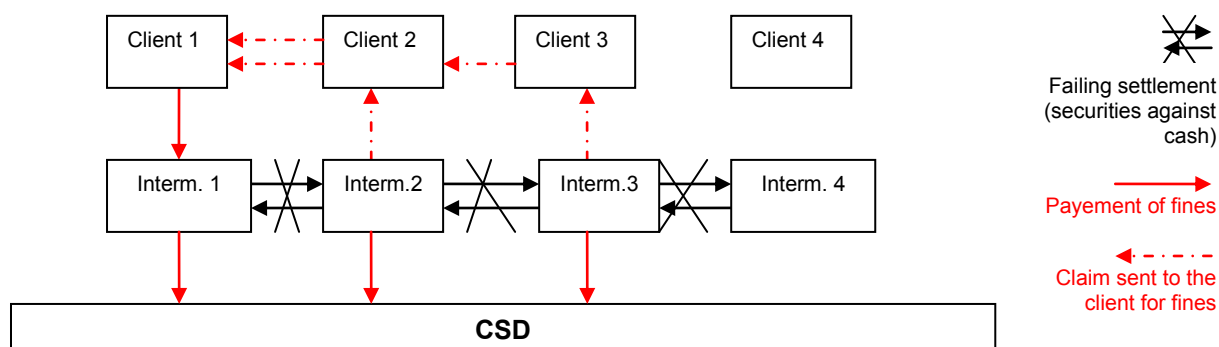 Client 1
Client 2
Client 3
Client 4
Failing settlement
(securities against
cash)
Interm. 1
Interm.2
Interm.3
Interm. 4
Payement of fines
Claim sent to the
client for fines
CSD